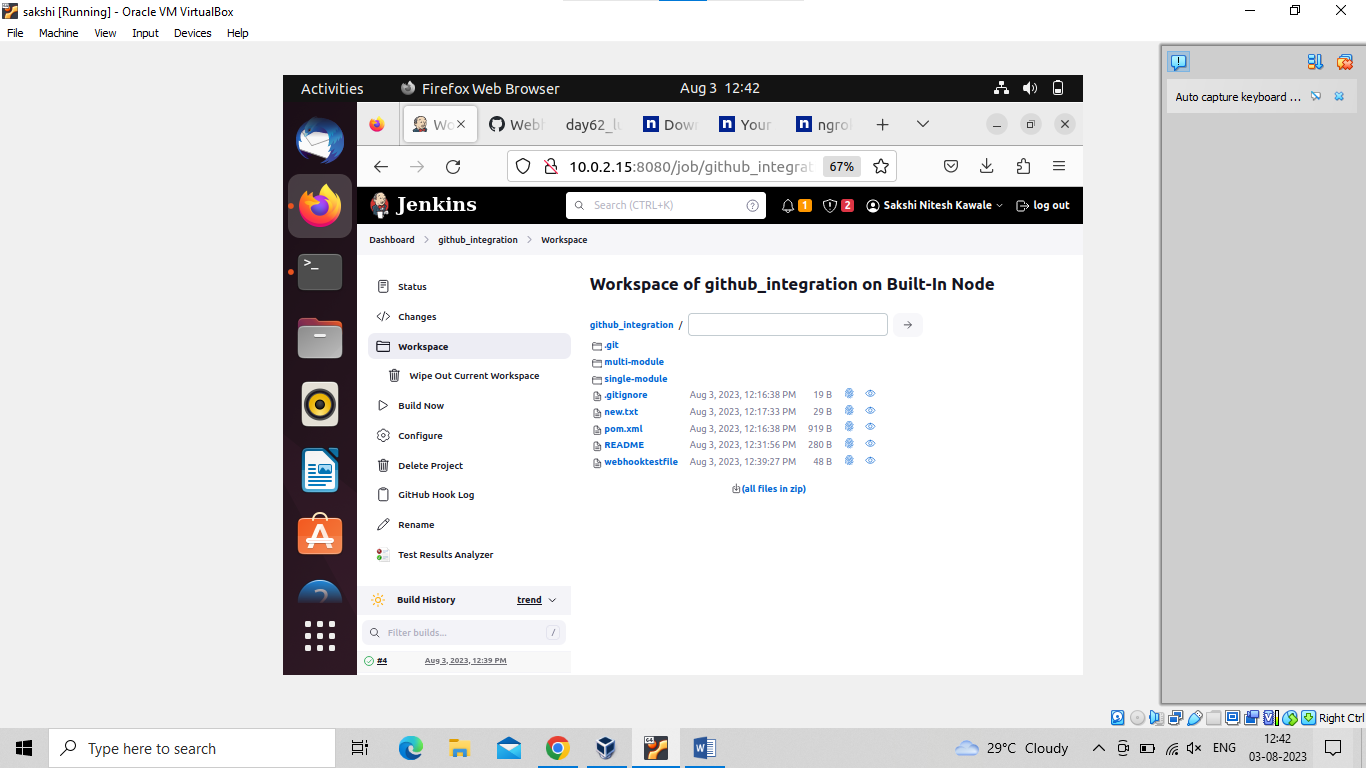 sakshi [Running] - Oracle VM VirtualBox
File Machine View Input Devices Help
Auto capture keyboard ...
Activities Firefox Web Browser Aug 3 12:42
Wo Webh day62_lu Down Your ngrol
10.0.2.15:8080/job/github_integrat 67%
Jenkins Search (CTRL+K) 1 2 Sakshi Nitesh Kawale log out
Dashboard github_integration Workspace
Status
Changes
Workspace
Wipe Out Current Workspace
Build Now
Configure
Delete Project
GitHub Hook Log
Rename
Test Results Analyzer
Build History trend
Filter builds... /
#4 Aug 3, 2023, 12:39 PM
Workspace of github_integration on Built-In Node
github_integration /
.git
multi-module
single-module
.gitignore Aug 3, 2023, 12:16:38 PM 19 B
new.txt Aug 3, 2023, 12:17:33 PM 29 B
pom.xml Aug 3, 2023, 12:16:38 PM 919 B
README Aug 3, 2023, 12:31:56 PM 280 B
webhooktestfile Aug 3, 2023, 12:39:27 PM 48 B
(all files in zip)
Right Ctrl
Type here to search
29°C Cloudy
ENG
12:42
03-08-2023